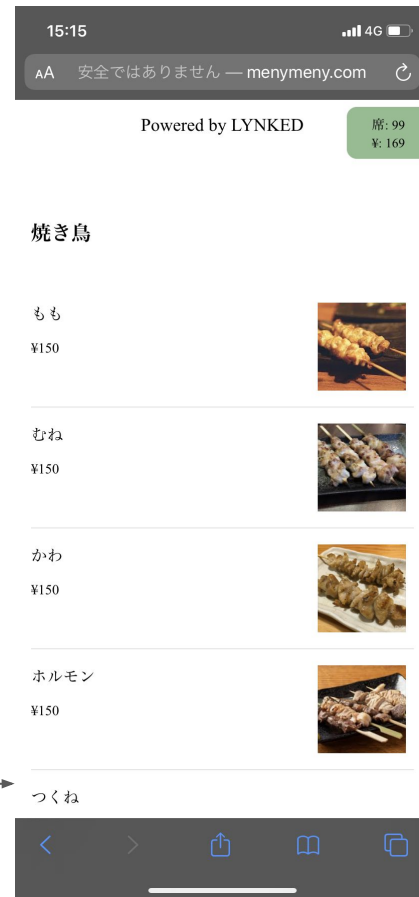 15:15
4G
AA 安全ではありません — menymeny.com
Powered by LYNKED
席: 99
¥: 169
焼き鳥
もも
¥150
むね
¥150
かわ
¥150
ホルモン
¥150
つくね